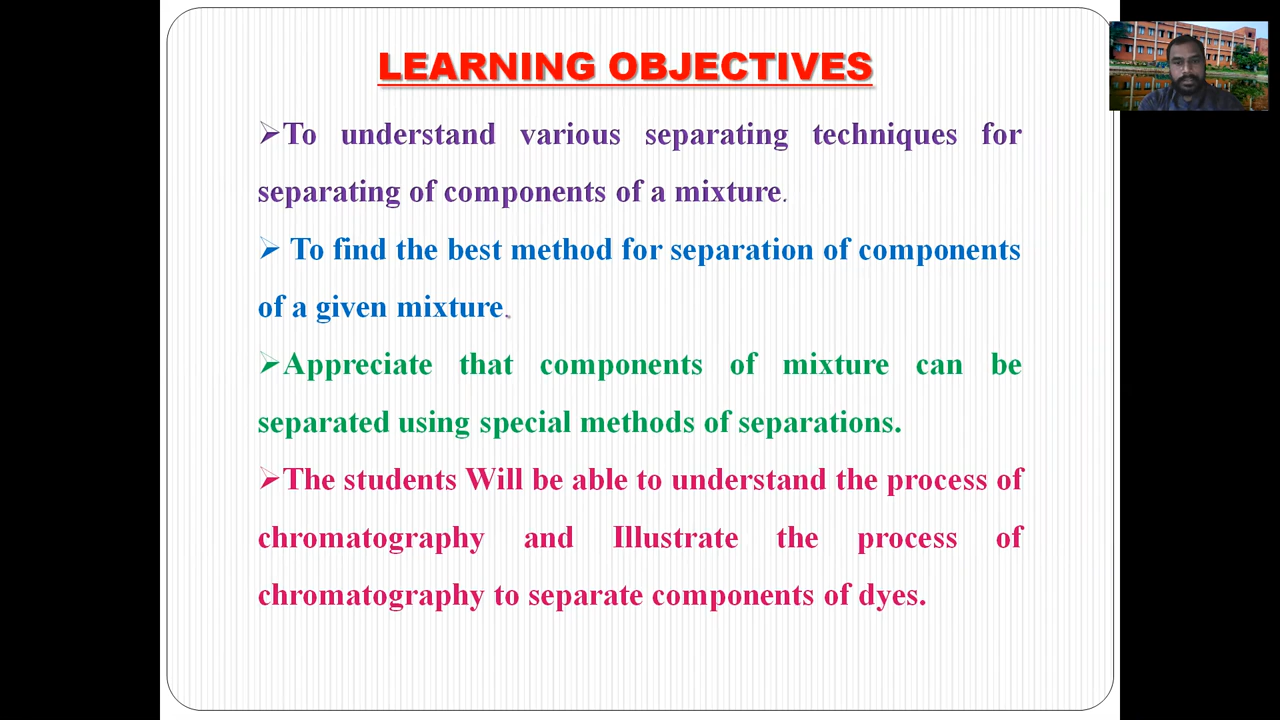 LEARNING OBJECTIVES
➢To understand various separating techniques for
separating of components of a mixture.
➢ To find the best method for separation of components
of a given mixture.
➢Appreciate that components of mixture can be
separated using special methods of separations.
➢The students Will be able to understand the process of
chromatography and Illustrate the process of
chromatography to separate components of dyes.